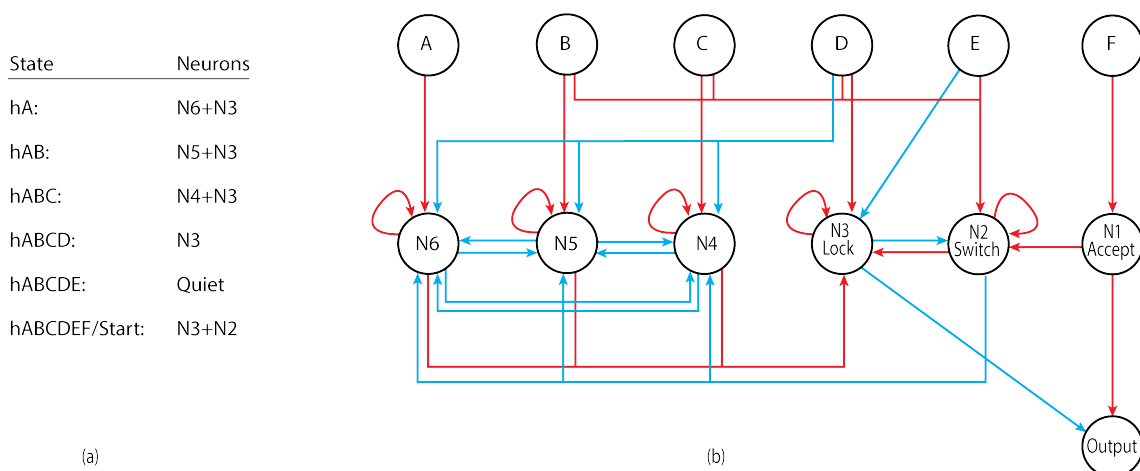 State Neurons
hA: N6+N3
hAB: N5+N3
hABC: N4+N3
hABCD: N3
hABCDE: Quiet
hABCDEF/Start: N3+N2
(a)
A B C D E F
N6 N5 N4
N3
Lock
N2
Switch
N1
Accept
Output
(b)